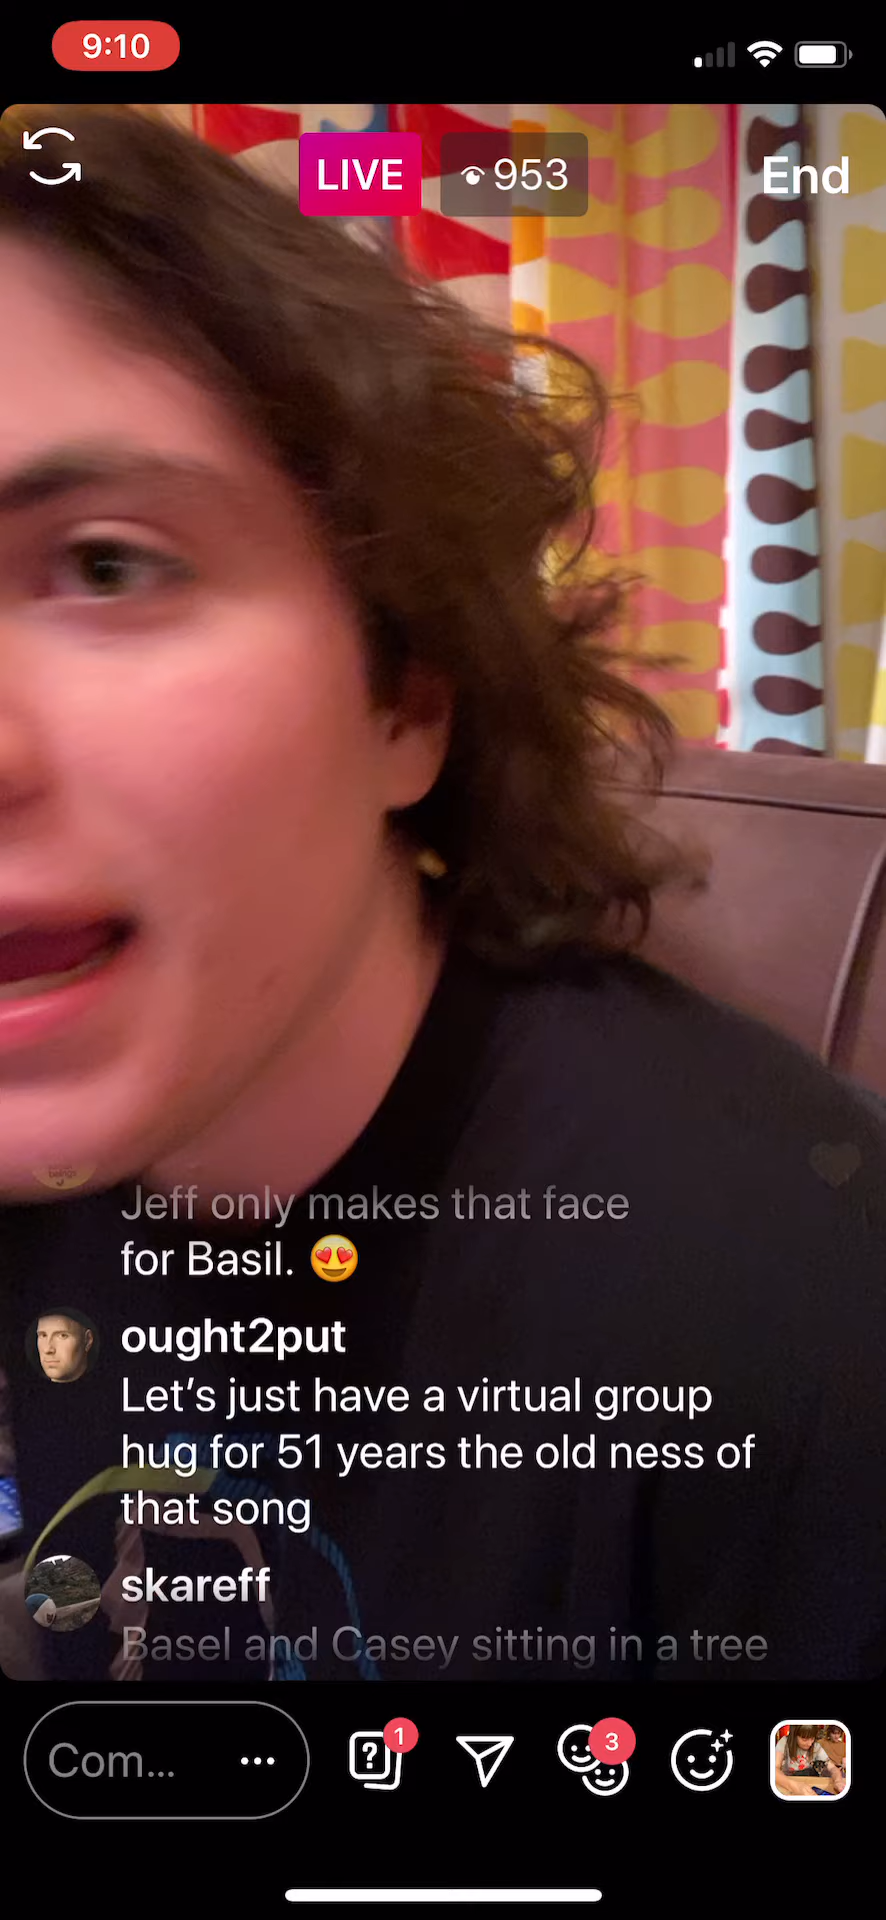 9:10
LIVE
953
End
beings
Jeff only makes that face
for Basil. 😍
ought2put
Let's just have a virtual group
hug for 51 years the old ness of
that song
skareff
Basel and Casey sitting in a tree
Com...
?
1
3